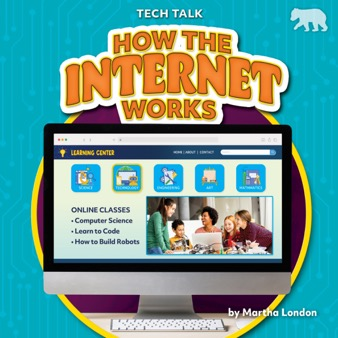 TECH TALK
HOW THE
INTERNET
WORKS
LEARNING CENTER
HOME | ABOUT | CONTACT
SCIENCE
TECHNOLOGY
ENGINEERING
ART
MATHEMATICS
ONLINE CLASSES
• Computer Science
• Learn to Code
• How to Build Robots
by Martha London